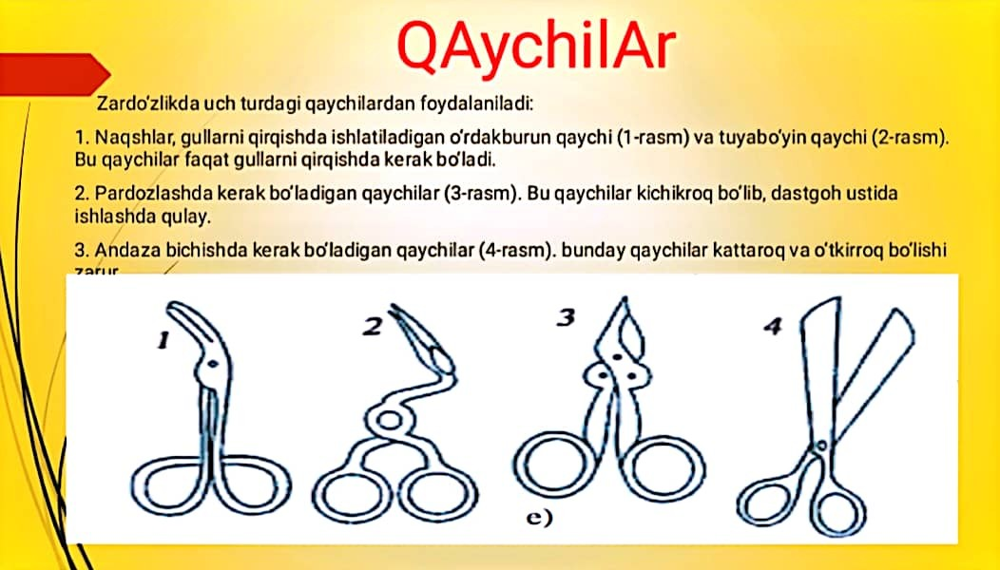 QAychilAr
Zardo'zlikda uch turdagi qaychilardan foydalaniladi:
1. Naqshlar, gullarni qirqishda ishlatiladigan o'rdakburun qaychi (1-rasm) va tuyabo'yin qaychi (2-rasm).
Bu qaychilar faqat gullarni qirqishda kerak bo'ladi.
2. Pardozlashda kerak bo'ladigan qaychilar (3-rasm). Bu qaychilar kichikroq bo'lib, dastgoh ustida
ishlashda qulay.
3. Andaza bichishda kerak bo'ladigan qaychilar (4-rasm). bunday qaychilar kattaroq va o'tkirroq bo'lishi
zarur
1
2
3
4
e)